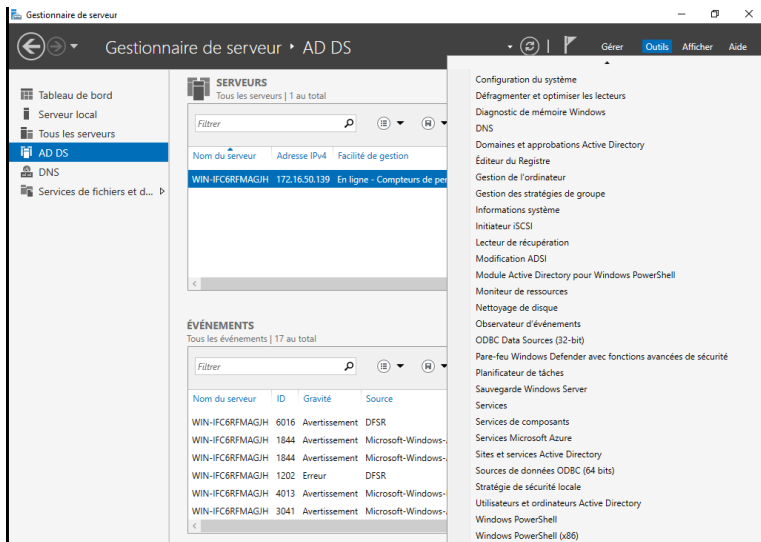 Gestionnaire de serveur
Gestionnaire de serveur ‣ AD DS
Gérer
Outils
Afficher
Aide
Tableau de bord
Serveur local
Tous les serveurs
AD DS
DNS
Services de fichiers et d...
SERVEURS
Tous les serveurs | 1 au total
Filtrer
Nom du serveur Adresse IPv4 Facilité de gestion
WIN-IFC6RFMAGJH 172.16.50.139 En ligne - Compteurs de per
ÉVÉNEMENTS
Tous les événements | 17 au total
Filtrer
Nom du serveur ID Gravité Source
WIN-IFC6RFMAGJH 6016 Avertissement DFSR
WIN-IFC6RFMAGJH 1844 Avertissement Microsoft-Windows-
WIN-IFC6RFMAGJH 1844 Avertissement Microsoft-Windows-
WIN-IFC6RFMAGJH 1202 Erreur DFSR
WIN-IFC6RFMAGJH 4013 Avertissement Microsoft-Windows-
WIN-IFC6RFMAGJH 3041 Avertissement Microsoft-Windows-
Configuration du système
Défragmenter et optimiser les lecteurs
Diagnostic de mémoire Windows
DNS
Domaines et approbations Active Directory
Éditeur du Registre
Gestion de l'ordinateur
Gestion des stratégies de groupe
Informations système
Initiateur iSCSI
Lecteur de récupération
Modification ADSI
Module Active Directory pour Windows PowerShell
Moniteur de ressources
Nettoyage de disque
Observateur d'événements
ODBC Data Sources (32-bit)
Pare-feu Windows Defender avec fonctions avancées de sécurité
Planificateur de tâches
Sauvegarde Windows Server
Services
Services de composants
Services Microsoft Azure
Sites et services Active Directory
Sources de données ODBC (64 bits)
Stratégie de sécurité locale
Utilisateurs et ordinateurs Active Directory
Windows PowerShell
Windows PowerShell (x86)